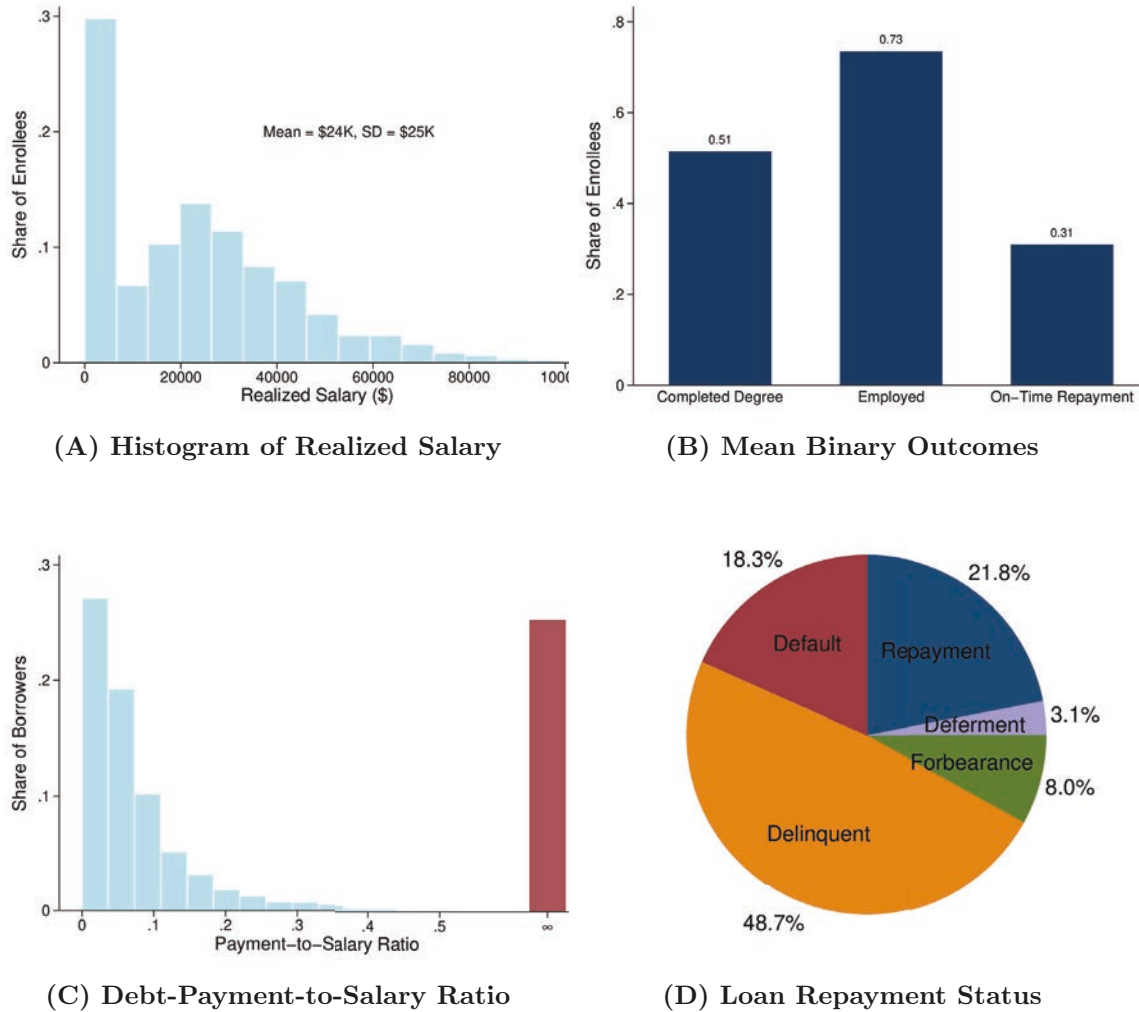 .3
.2
.1
0
Share of Enrollees
Mean = $24K, SD = $25K
0 20000 40000 60000 80000 1000
Realized Salary ($)
(A) Histogram of Realized Salary
.8
.6
.4
.2
0
Share of Enrollees
0.51
0.73
0.31
Completed Degree Employed On−Time Repayment
(B) Mean Binary Outcomes
.3
.2
.1
0
Share of Borrowers
0 .1 .2 .3 .4 .5 ∞
Payment−to−Salary Ratio
(C) Debt-Payment-to-Salary Ratio
18.3%
21.8%
Default
Repayment
Deferment 3.1%
Forbearance
8.0%
Delinquent
48.7%
(D) Loan Repayment Status